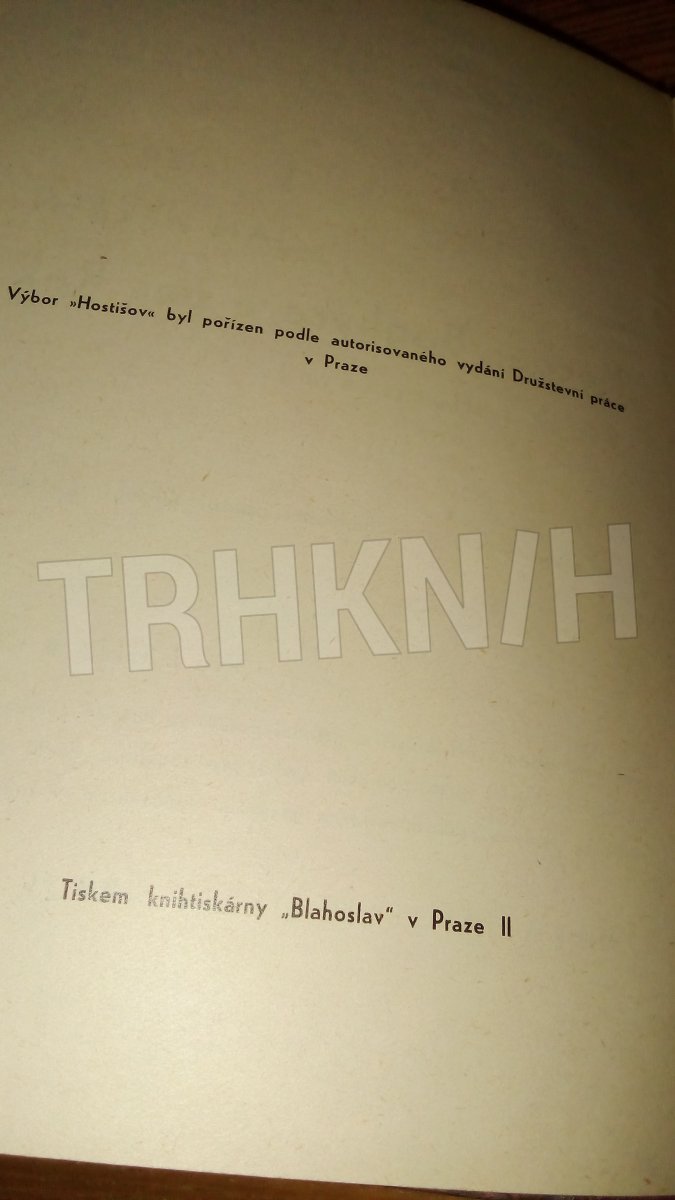 Výbor »Hostišov« byl pořízen podle autorisovaného vydání Družstevní práce
v Praze
TRHKNIH
Tiskem knihtiskárny „Blahoslav“ v Praze II